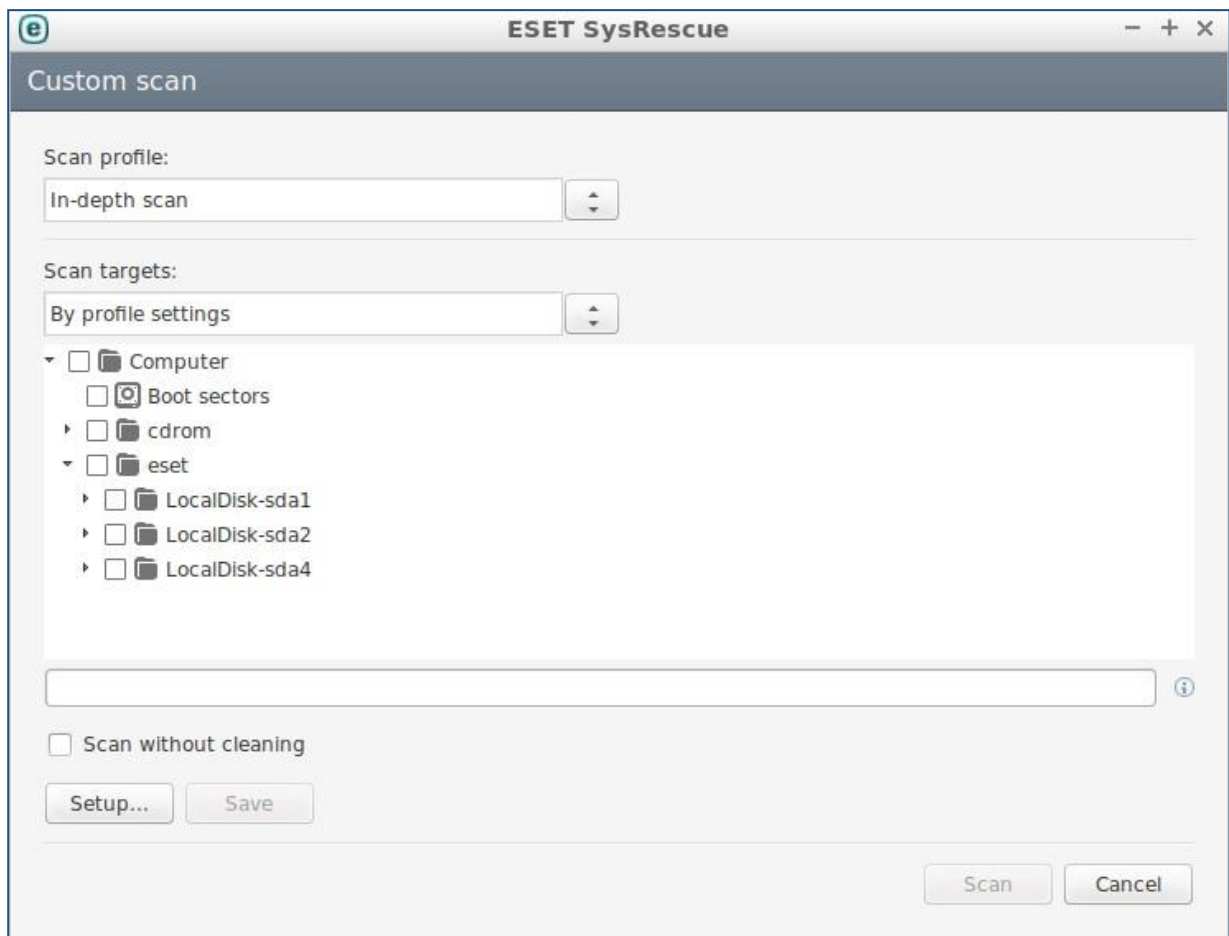 ESET SysRescue
Custom scan
Scan profile:
In-depth scan
Scan targets:
By profile settings
Computer
Boot sectors
cdrom
eset
LocalDisk-sda1
LocalDisk-sda2
LocalDisk-sda4
Scan without cleaning
Setup... Save
Scan Cancel